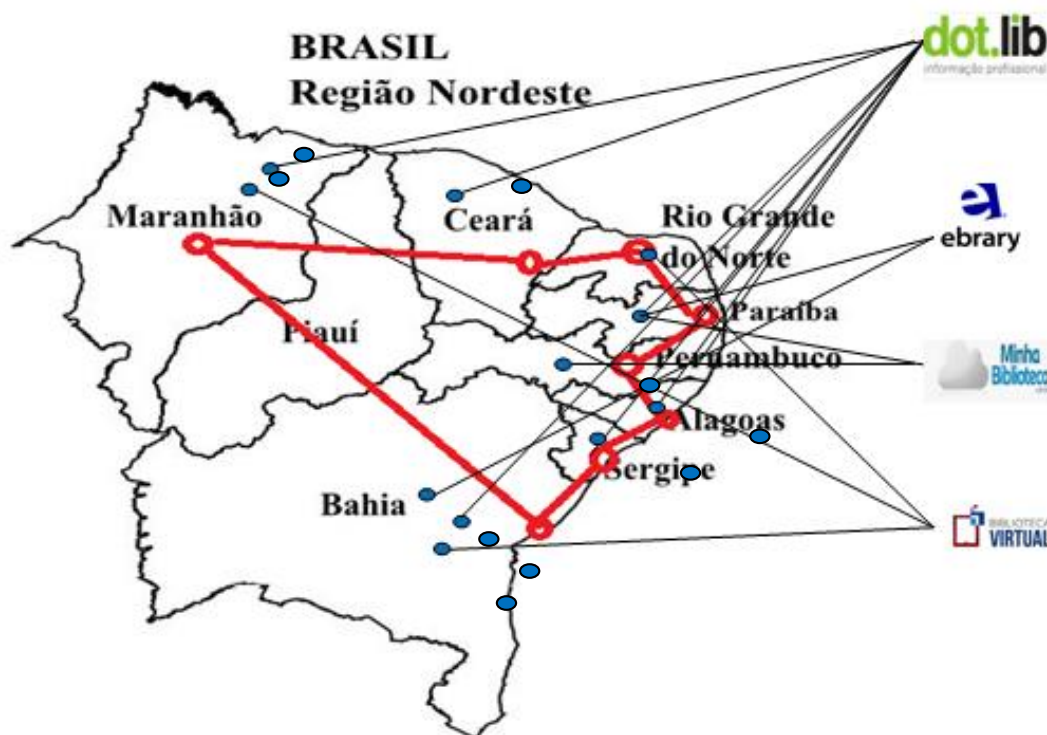 BRASIL
Região Nordeste
dot.lib
informação profissional
Maranhão
Ceará
Rio Grande
do Norte
ebrary
Piauí
Paraíba
Pernambuco
Minha
Biblioteca
Alagoas
Sergipe
Bahia
BIBLIOTECA
VIRTUAL